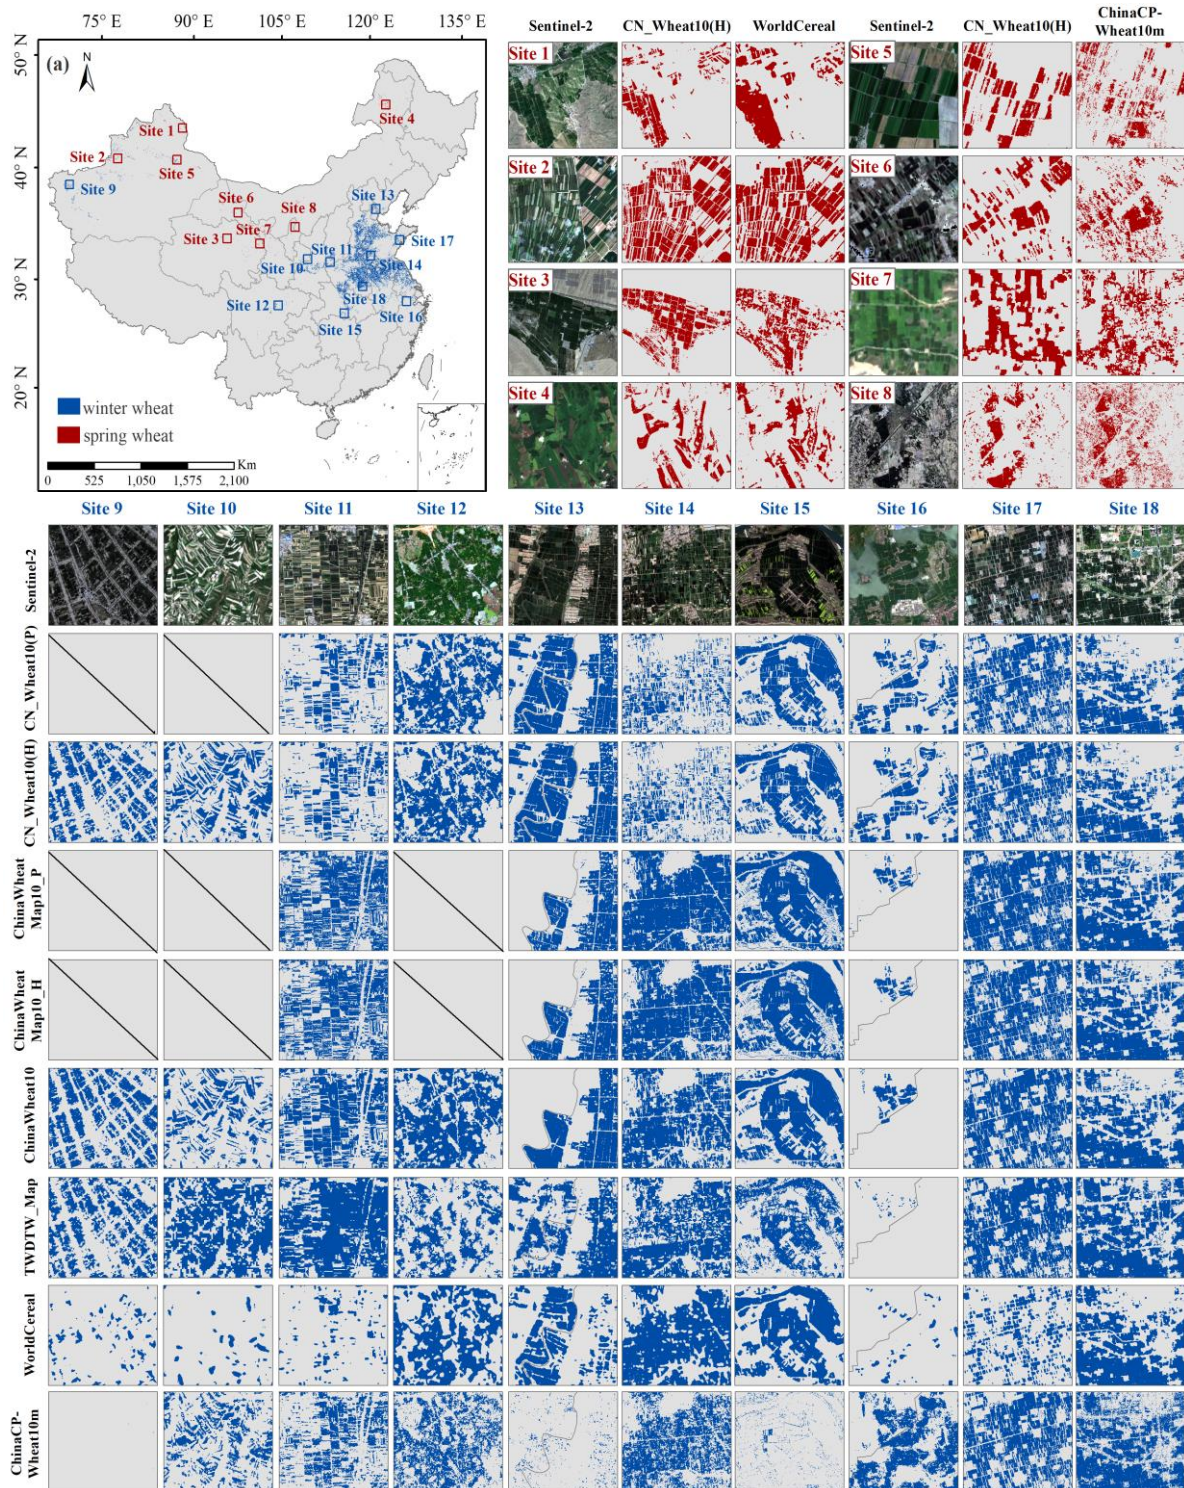 75° E
90° E
105° E
120° E
135° E
50° N
40° N
30° N
20° N
(a)
N
Site 1
Site 2
Site 9
Site 5
Site 4
Site 6
Site 8
Site 7
Site 3
Site 13
Site 17
Site 11
Site 10
Site 14
Site 12
Site 18
Site 16
Site 15
winter wheat
spring wheat
Km
0 525 1,050 1,575 2,100
Sentinel-2 CN_Wheat10(H) WorldCereal Sentinel-2 CN_Wheat10(H) ChinaCP-
Wheat10m
Site 1
Site 5
Site 2
Site 6
Site 3
Site 7
Site 4
Site 8
Site 9 Site 10 Site 11 Site 12 Site 13 Site 14 Site 15 Site 16 Site 17 Site 18
Sentinel-2
CN_Wheat10(P)
CN_Wheat10(H)
ChinaWheat
Map10_P
ChinaWheat
Map10_H
ChinaWheat10
TWDTW_Map
WorldCereal
ChinaCP-
Wheat10m